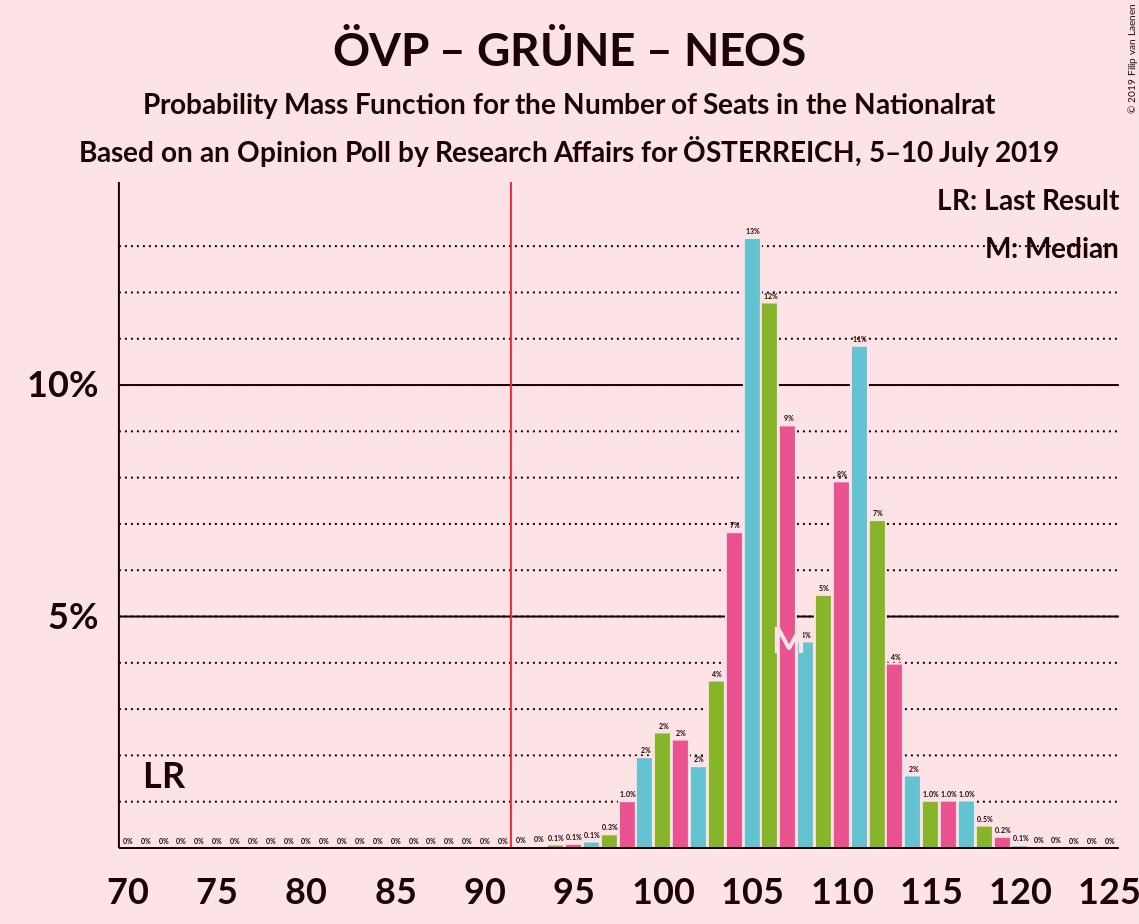 ÖVP – GRÜNE – NEOS
Probability Mass Function for the Number of Seats in the Nationalrat
Based on an Opinion Poll by Research Affairs for ÖSTERREICH, 5–10 July 2019
© 2019 Filip van Laenen
LR: Last Result
M: Median
10%
5%
LR
M
0% 0% 0% 0% 0% 0% 0% 0% 0% 0% 0% 0% 0% 0% 0% 0% 0% 0% 0% 0% 0% 0% 0% 0% 0.1% 0.1% 0.1% 0.3% 1.0% 2% 2% 2% 2% 4% 7% 13% 12% 9% 4% 5% 8% 11% 7% 4% 2% 1.0% 1.0% 1.0% 0.5% 0.2% 0.1% 0% 0% 0% 0% 0%
70 75 80 85 90 95 100 105 110 115 120 125